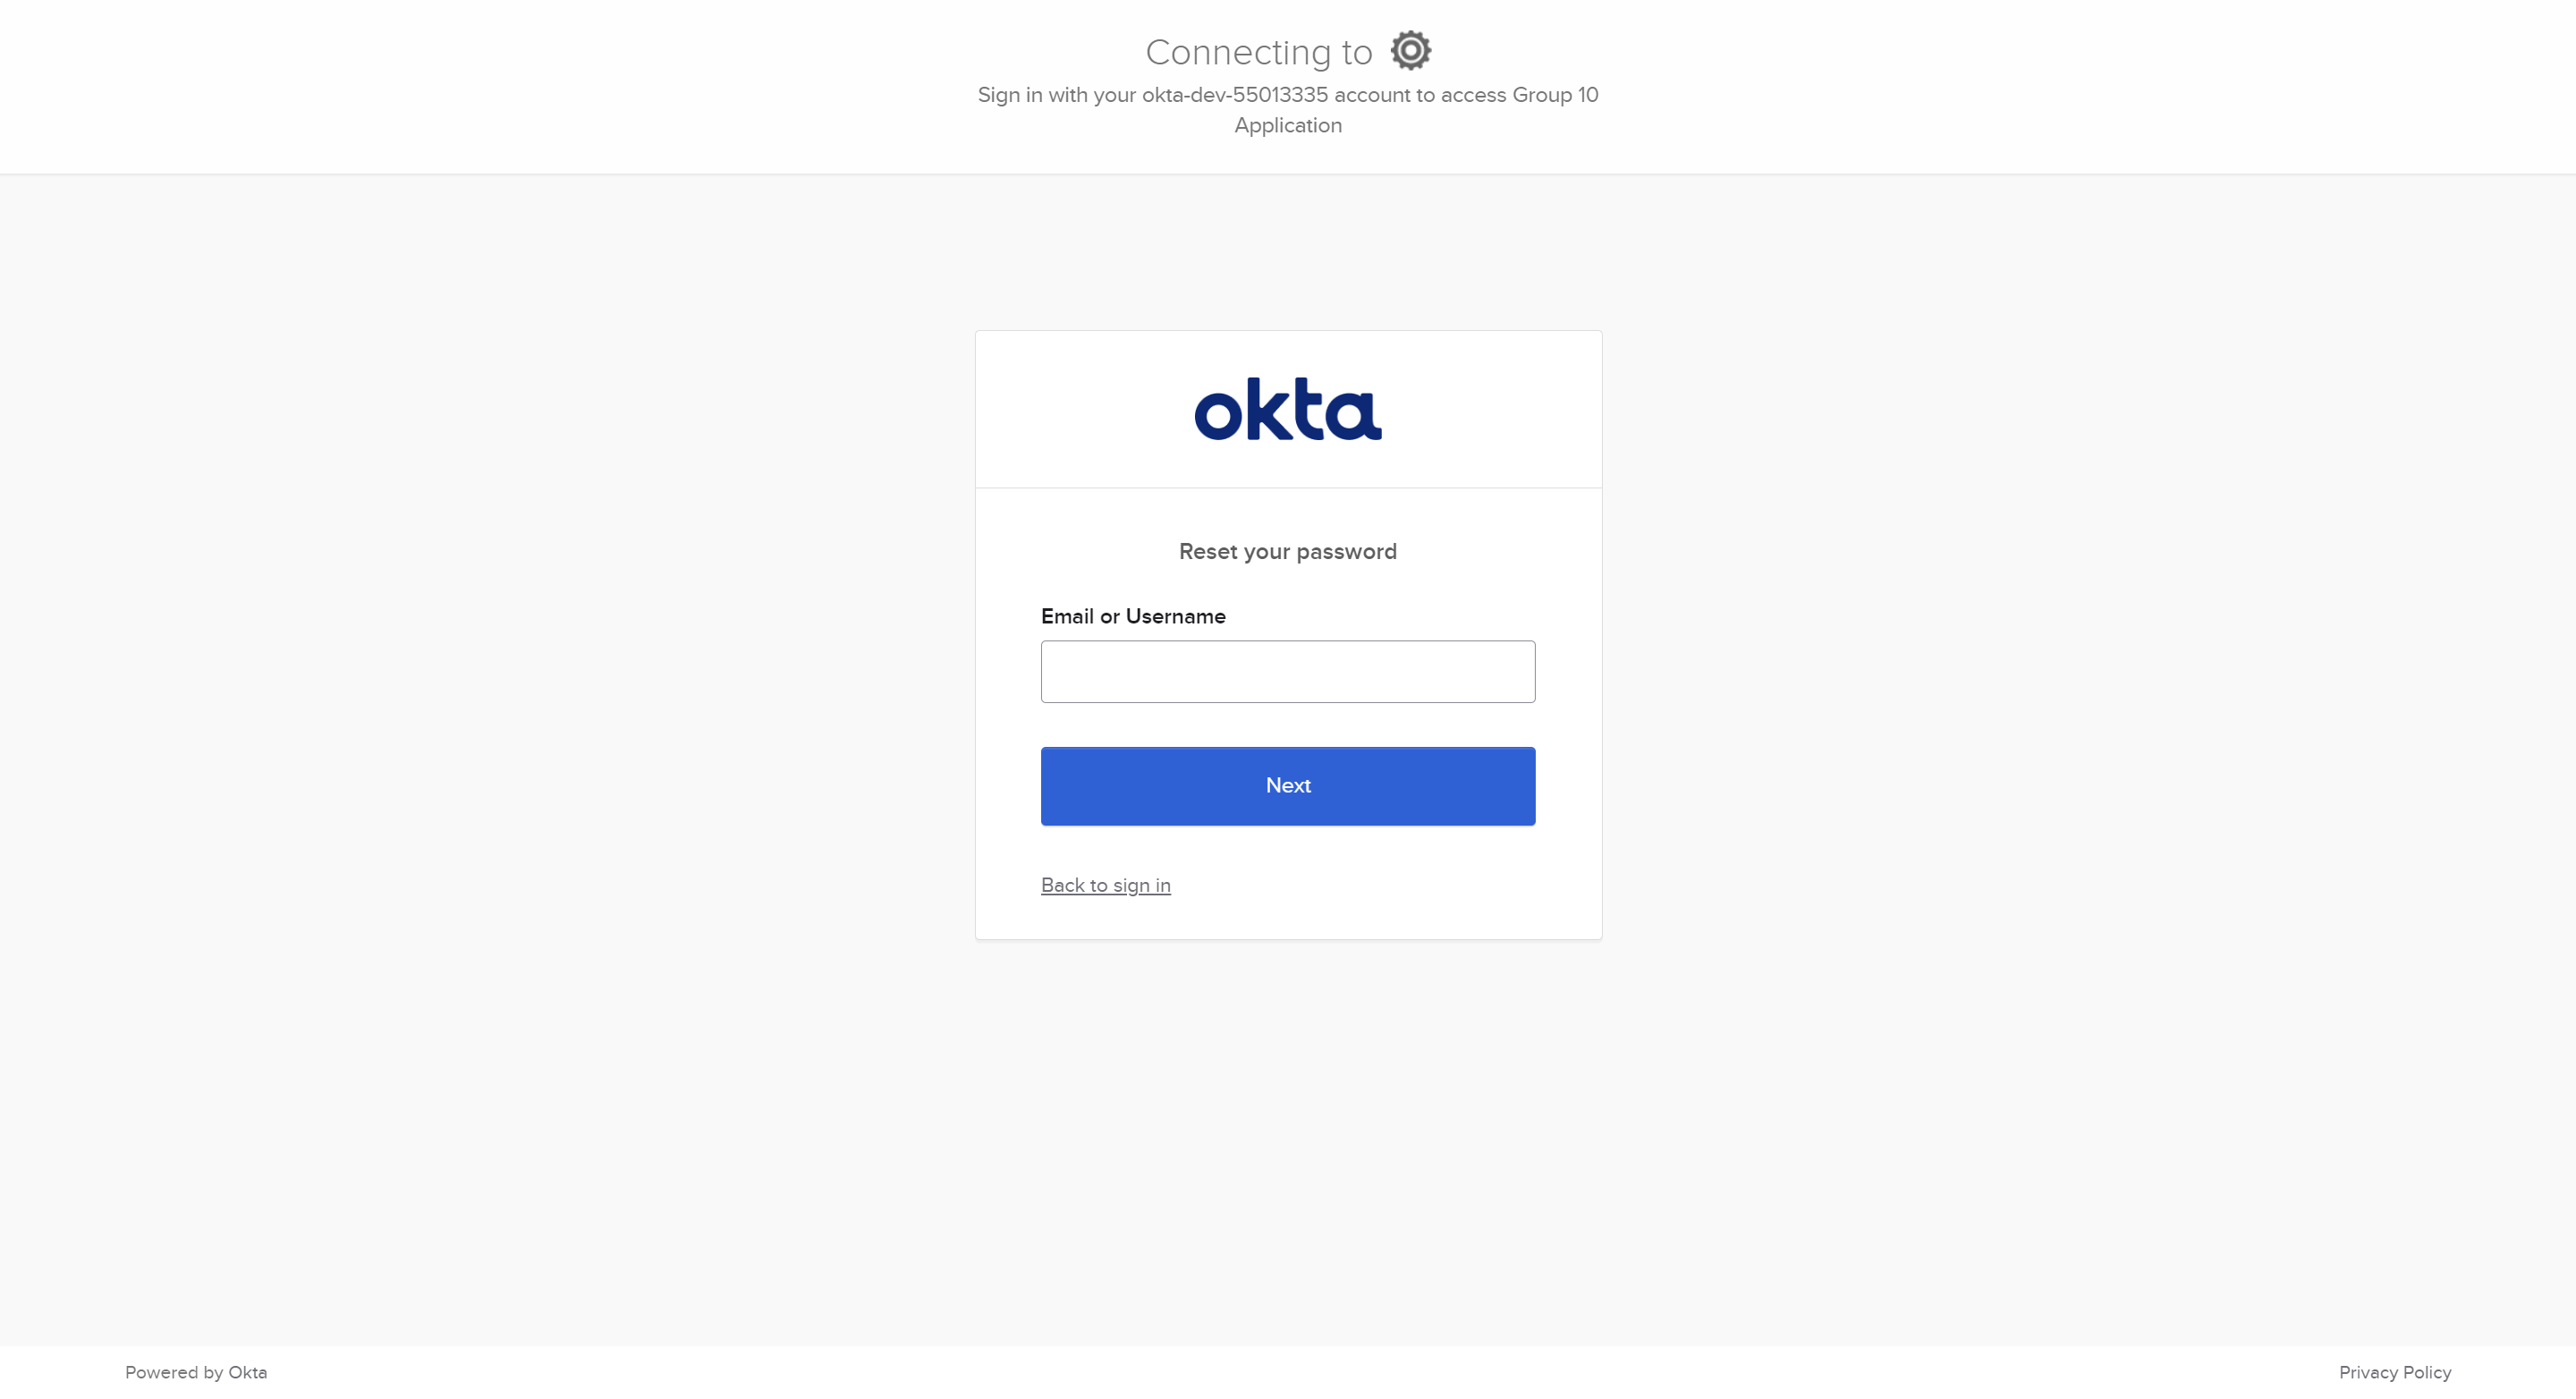 Connecting to
Sign in with your okta-dev-55013335 account to access Group 10
Application
okta
Reset your password
Email or Username
Next
Back to sign in
Powered by Okta
Privacy Policy